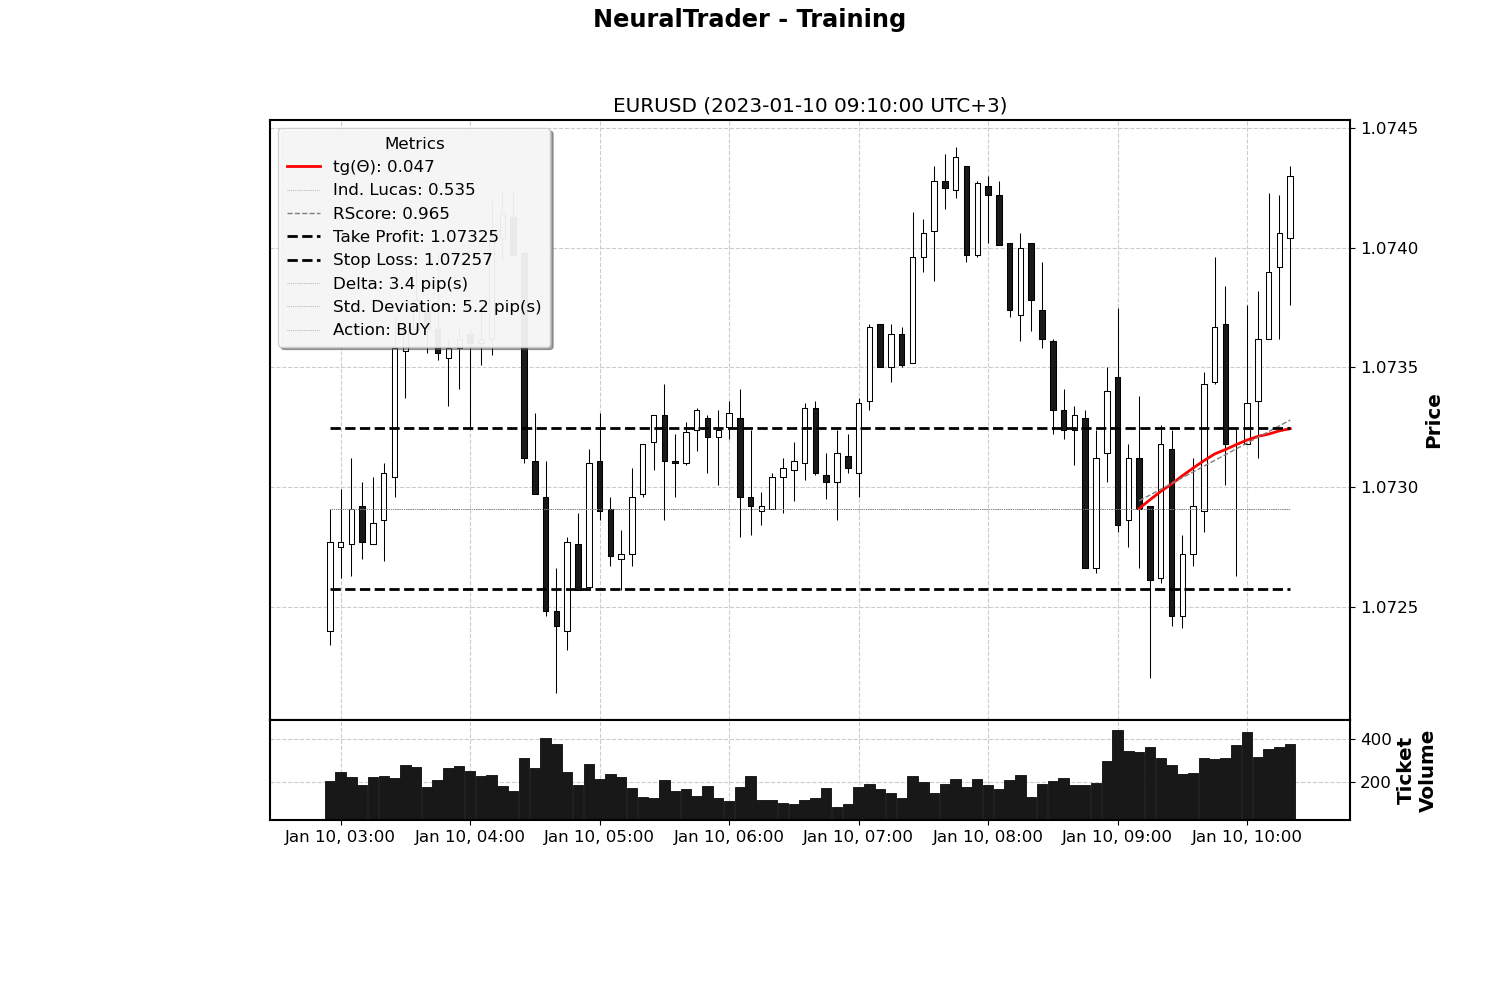 NeuralTrader - Training
EURUSD (2023-01-10 09:10:00 UTC+3)
Metrics
tg(Θ): 0.047
Ind. Lucas: 0.535
RScore: 0.965
Take Profit: 1.07325
Stop Loss: 1.07257
Delta: 3.4 pip(s)
Std. Deviation: 5.2 pip(s)
Action: BUY
1.0745
1.0740
1.0735
1.0730
1.0725
Price
400
200
Ticket
Volume
Jan 10, 03:00
Jan 10, 04:00
Jan 10, 05:00
Jan 10, 06:00
Jan 10, 07:00
Jan 10, 08:00
Jan 10, 09:00
Jan 10, 10:00